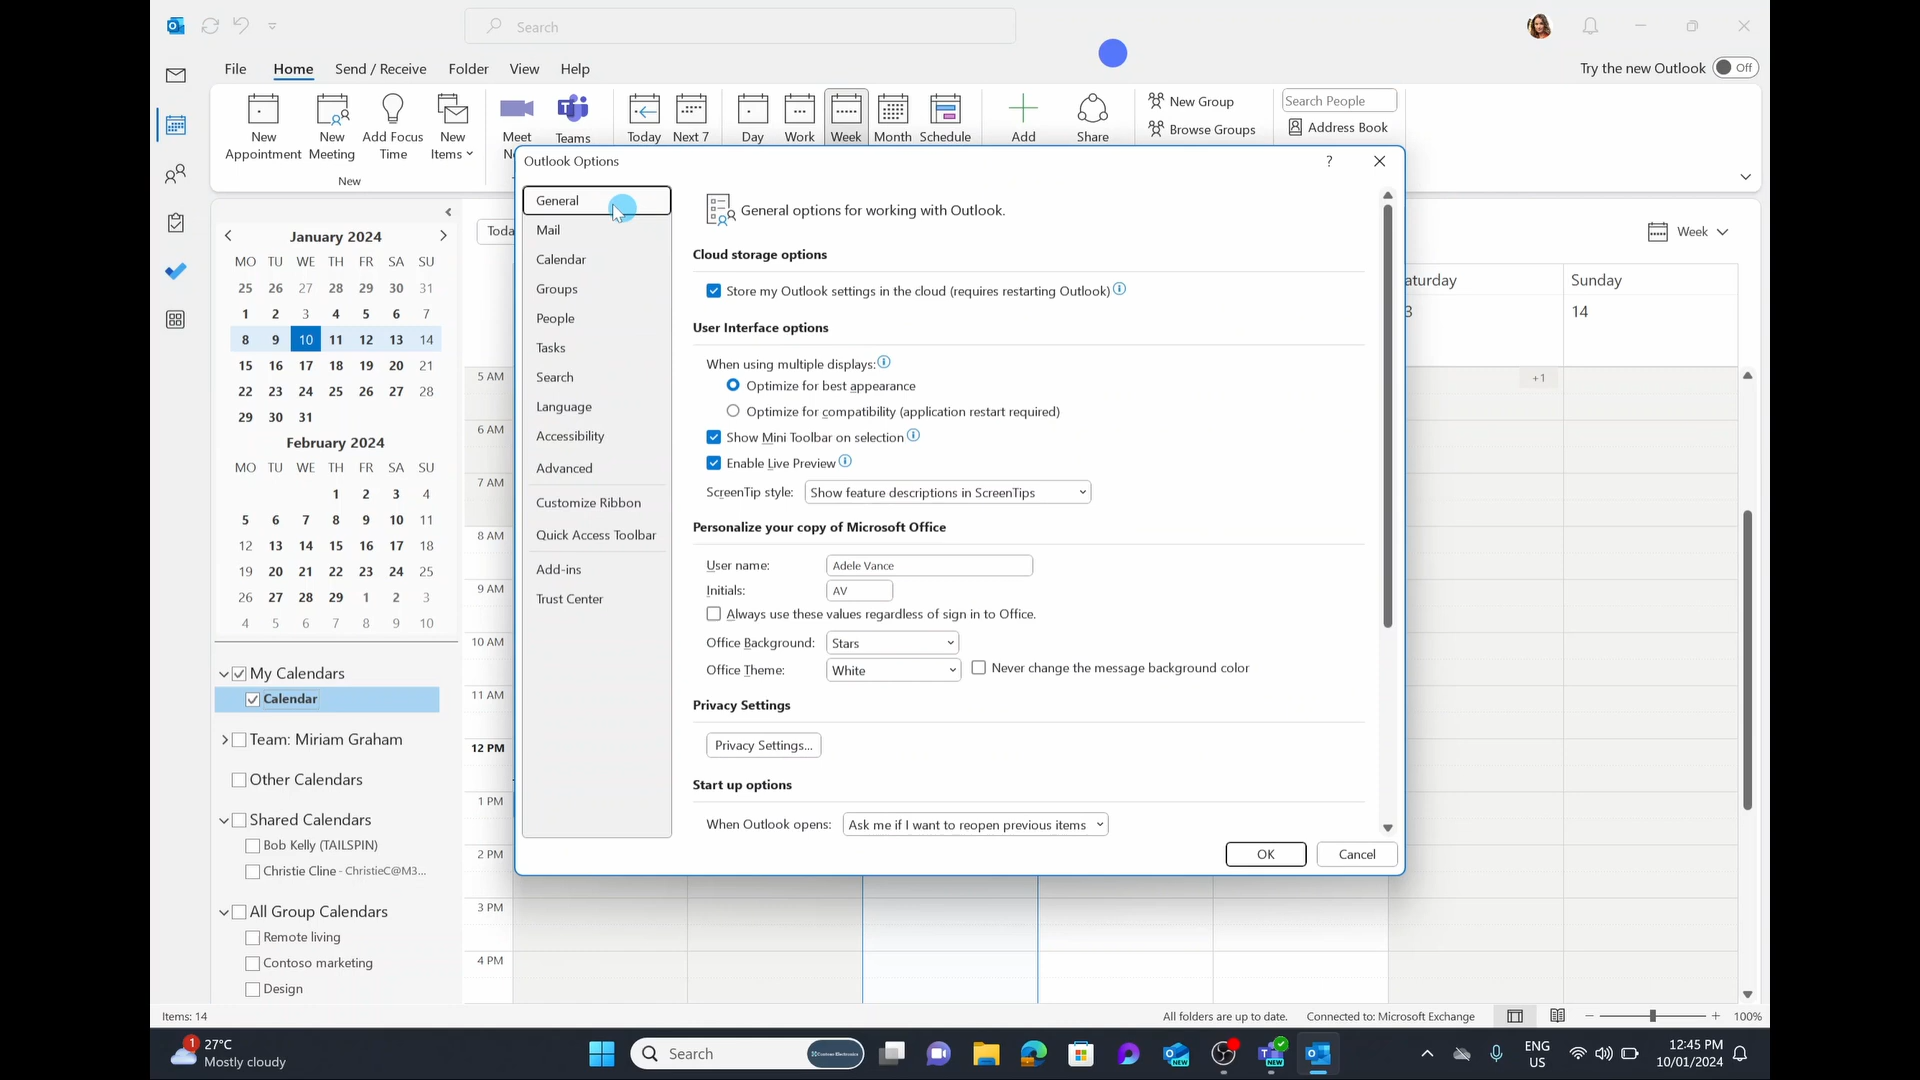 Search
File Home Send / Receive Folder View Help
Try the new Outlook Off
New Appointment
New Meeting
Add Focus Time
New Items
Meet
Teams
Today
Next 7
Day
Work
Week
Month
Schedule
Add
Share
New Group
Browse Groups
Search People
Address Book
New
January 2024
MO TU WE TH FR SA SU
25 26 27 28 29 30 31
1 2 3 4 5 6 7
8 9 10 11 12 13 14
15 16 17 18 19 20 21
22 23 24 25 26 27 28
29 30 31
February 2024
MO TU WE TH FR SA SU
1 2 3 4
5 6 7 8 9 10 11
12 13 14 15 16 17 18
19 20 21 22 23 24 25
26 27 28 29 1 2 3
4 5 6 7 8 9 10
My Calendars
Calendar
Team: Miriam Graham
Other Calendars
Shared Calendars
Bob Kelly (TAILSPIN)
Christie Cline - ChristieC@M3...
All Group Calendars
Remote living
Contoso marketing
Design
Toda
5 AM
6 AM
7 AM
8 AM
9 AM
10 AM
11 AM
12 PM
1 PM
2 PM
3 PM
4 PM
Outlook Options
?
General
Mail
Calendar
Groups
People
Tasks
Search
Language
Accessibility
Advanced
Customize Ribbon
Quick Access Toolbar
Add-ins
Trust Center
General options for working with Outlook.
Cloud storage options
Store my Outlook settings in the cloud (requires restarting Outlook)
User Interface options
When using multiple displays:
Optimize for best appearance
Optimize for compatibility (application restart required)
Show Mini Toolbar on selection
Enable Live Preview
ScreenTip style: Show feature descriptions in ScreenTips
Personalize your copy of Microsoft Office
User name: Adele Vance
Initials: AV
Always use these values regardless of sign in to Office.
Office Background: Stars
Office Theme: White Never change the message background color
Privacy Settings
Privacy Settings...
Start up options
When Outlook opens: Ask me if I want to reopen previous items
OK Cancel
Week
aturday
Sunday
3
14
+1
Items: 14
All folders are up to date. Connected to: Microsoft Exchange
100%
1
27°C
Mostly cloudy
Search
NEW
NEW
ENG
US
12:45 PM
10/01/2024